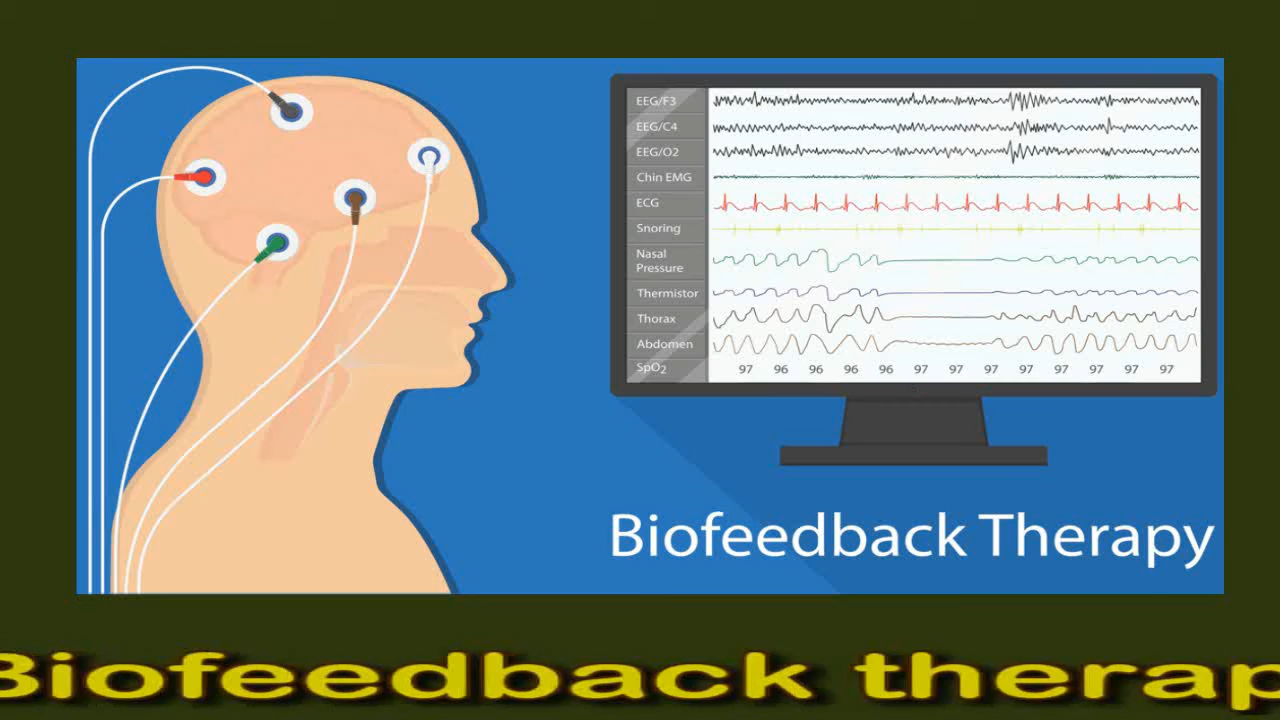 EEG/F3
EEG/C4
EEG/O2
Chin EMG
ECG
Snoring
Nasal
Pressure
Thermistor
Thorax
Abdomen
SpO2
97 96 96 96 96 97 97 97 97 97 97 97 97
Biofeedback Therapy
Biofeedback therap